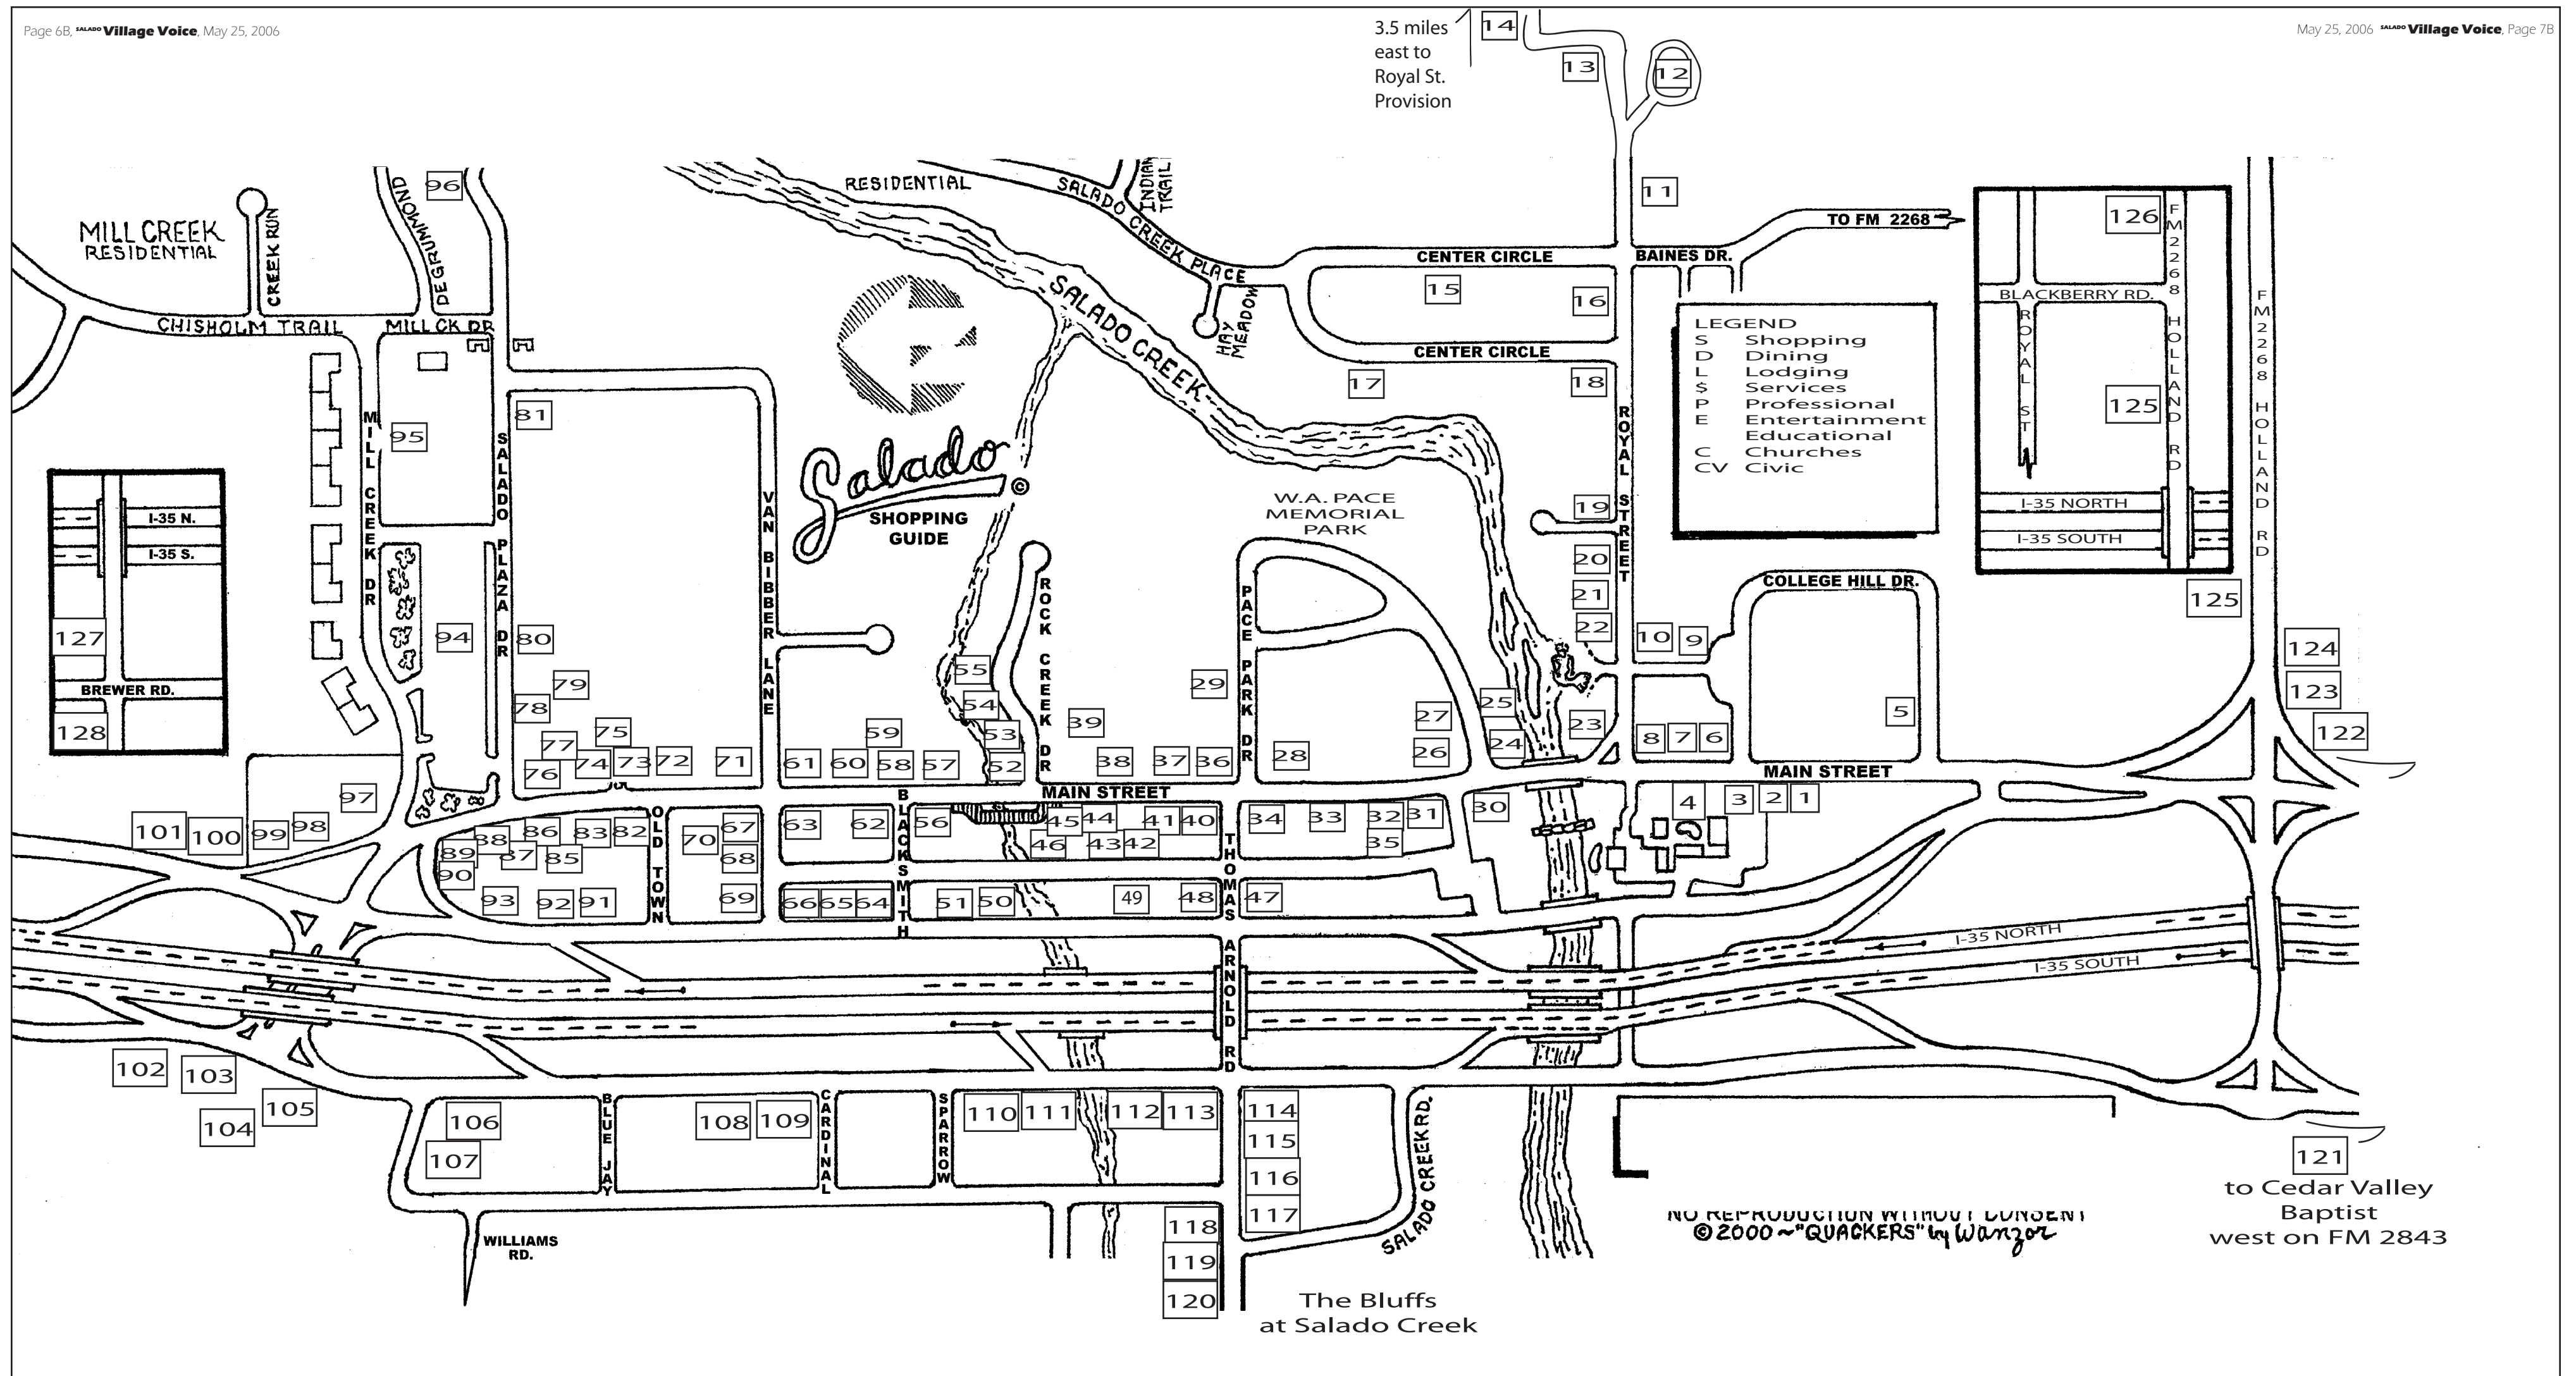 Page 6B, SALADO Village Voice, May 25, 2006
May 25, 2006 SALADO Village Voice, Page 7B
3.5 miles
east to
Royal St.
Provision
14
13
12
11
96
DEGRUMMOND
MILL CREEK
RESIDENTIAL
CREEK RUN
RESIDENTIAL
SALADO CREEK PLACE
INDIAN
TRAIL
TO FM 2268
CENTER CIRCLE
BAINES DR.
HAY
MEADOW
15
16
CHISHOLM TRAIL
MILL CK DR
SALADO CREEK
CENTER CIRCLE
17
18
LEGEND
S Shopping
D Dining
L Lodging
$ Services
P Professional
E Entertainment
Educational
C Churches
CV Civic
126
FM2268 HOLLAND RD
BLACKBERRY RD.
ROYAL ST
125
I-35 NORTH
I-35 SOUTH
FM2268 HOLLAND RD
125
81
95
MILL CREEK DR
SALADO PLAZA DR
VAN BIBBER LANE
Salado
©
SHOPPING
GUIDE
W.A. PACE
MEMORIAL
PARK
ROYAL STREET
19
20
21
22
10
9
COLLEGE HILL DR.
I-35 N.
I-35 S.
127
BREWER RD.
128
94
80
79
78
77
75
76
74
73
72
71
61
60
59
58
57
55
54
53
52
ROCK CREEK DR
39
38
37
36
29
PACE PARK DR
28
27
26
25
24
23
8
7
6
5
124
123
122
MAIN STREET
MAIN STREET
97
101
100
99
98
88
86
83
82
89
87
85
90
93
92
91
OLD TOWN
70
67
68
69
63
62
66
65
64
BLACKSMITH
56
45
44
41
40
46
43
42
51
50
49
48
THOMAS ARNOLD RD
34
33
32
31
35
47
30
4
3
2
1
I-35 NORTH
I-35 SOUTH
102
103
104
105
106
107
BLUE JAY
108
109
CARDINAL
SPARROW
110
111
112
113
114
115
116
117
118
119
120
SALADO CREEK RD.
WILLIAMS
RD.
The Bluffs
at Salado Creek
NO REPRODUCTION WITHOUT CONSENT
© 2000 ~ "QUACKERS" by Wanzor
121
to Cedar Valley
Baptist
west on FM 2843